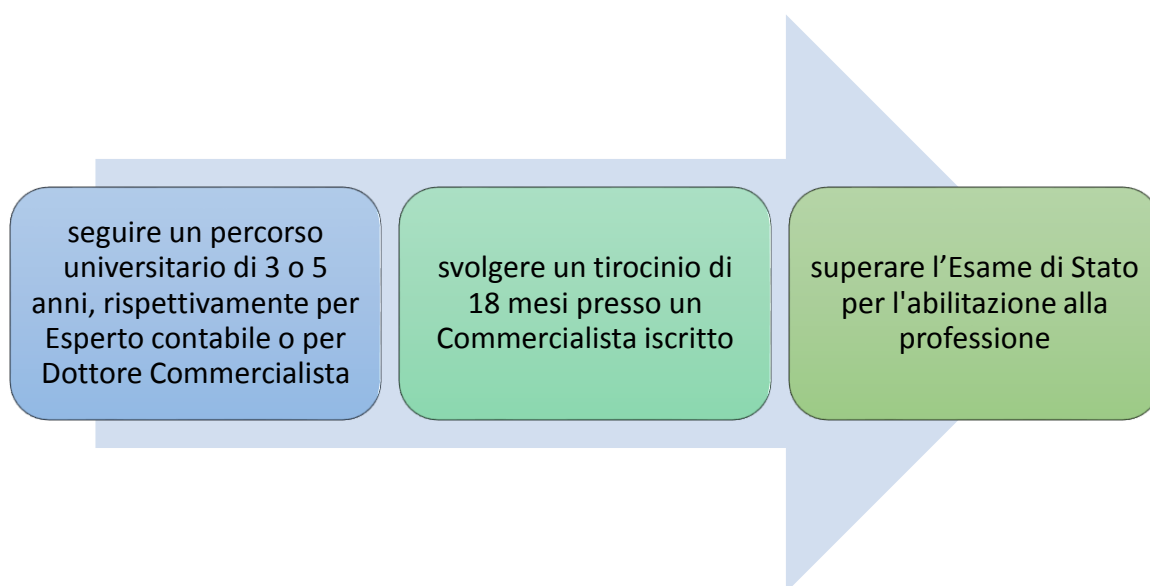 seguire un percorso
universitario di 3 o 5
anni, rispettivamente per
Esperto contabile o per
Dottore Commercialista
svolgere un tirocinio di
18 mesi presso un
Commercialista iscritto
superare l’Esame di Stato
per l'abilitazione alla
professione